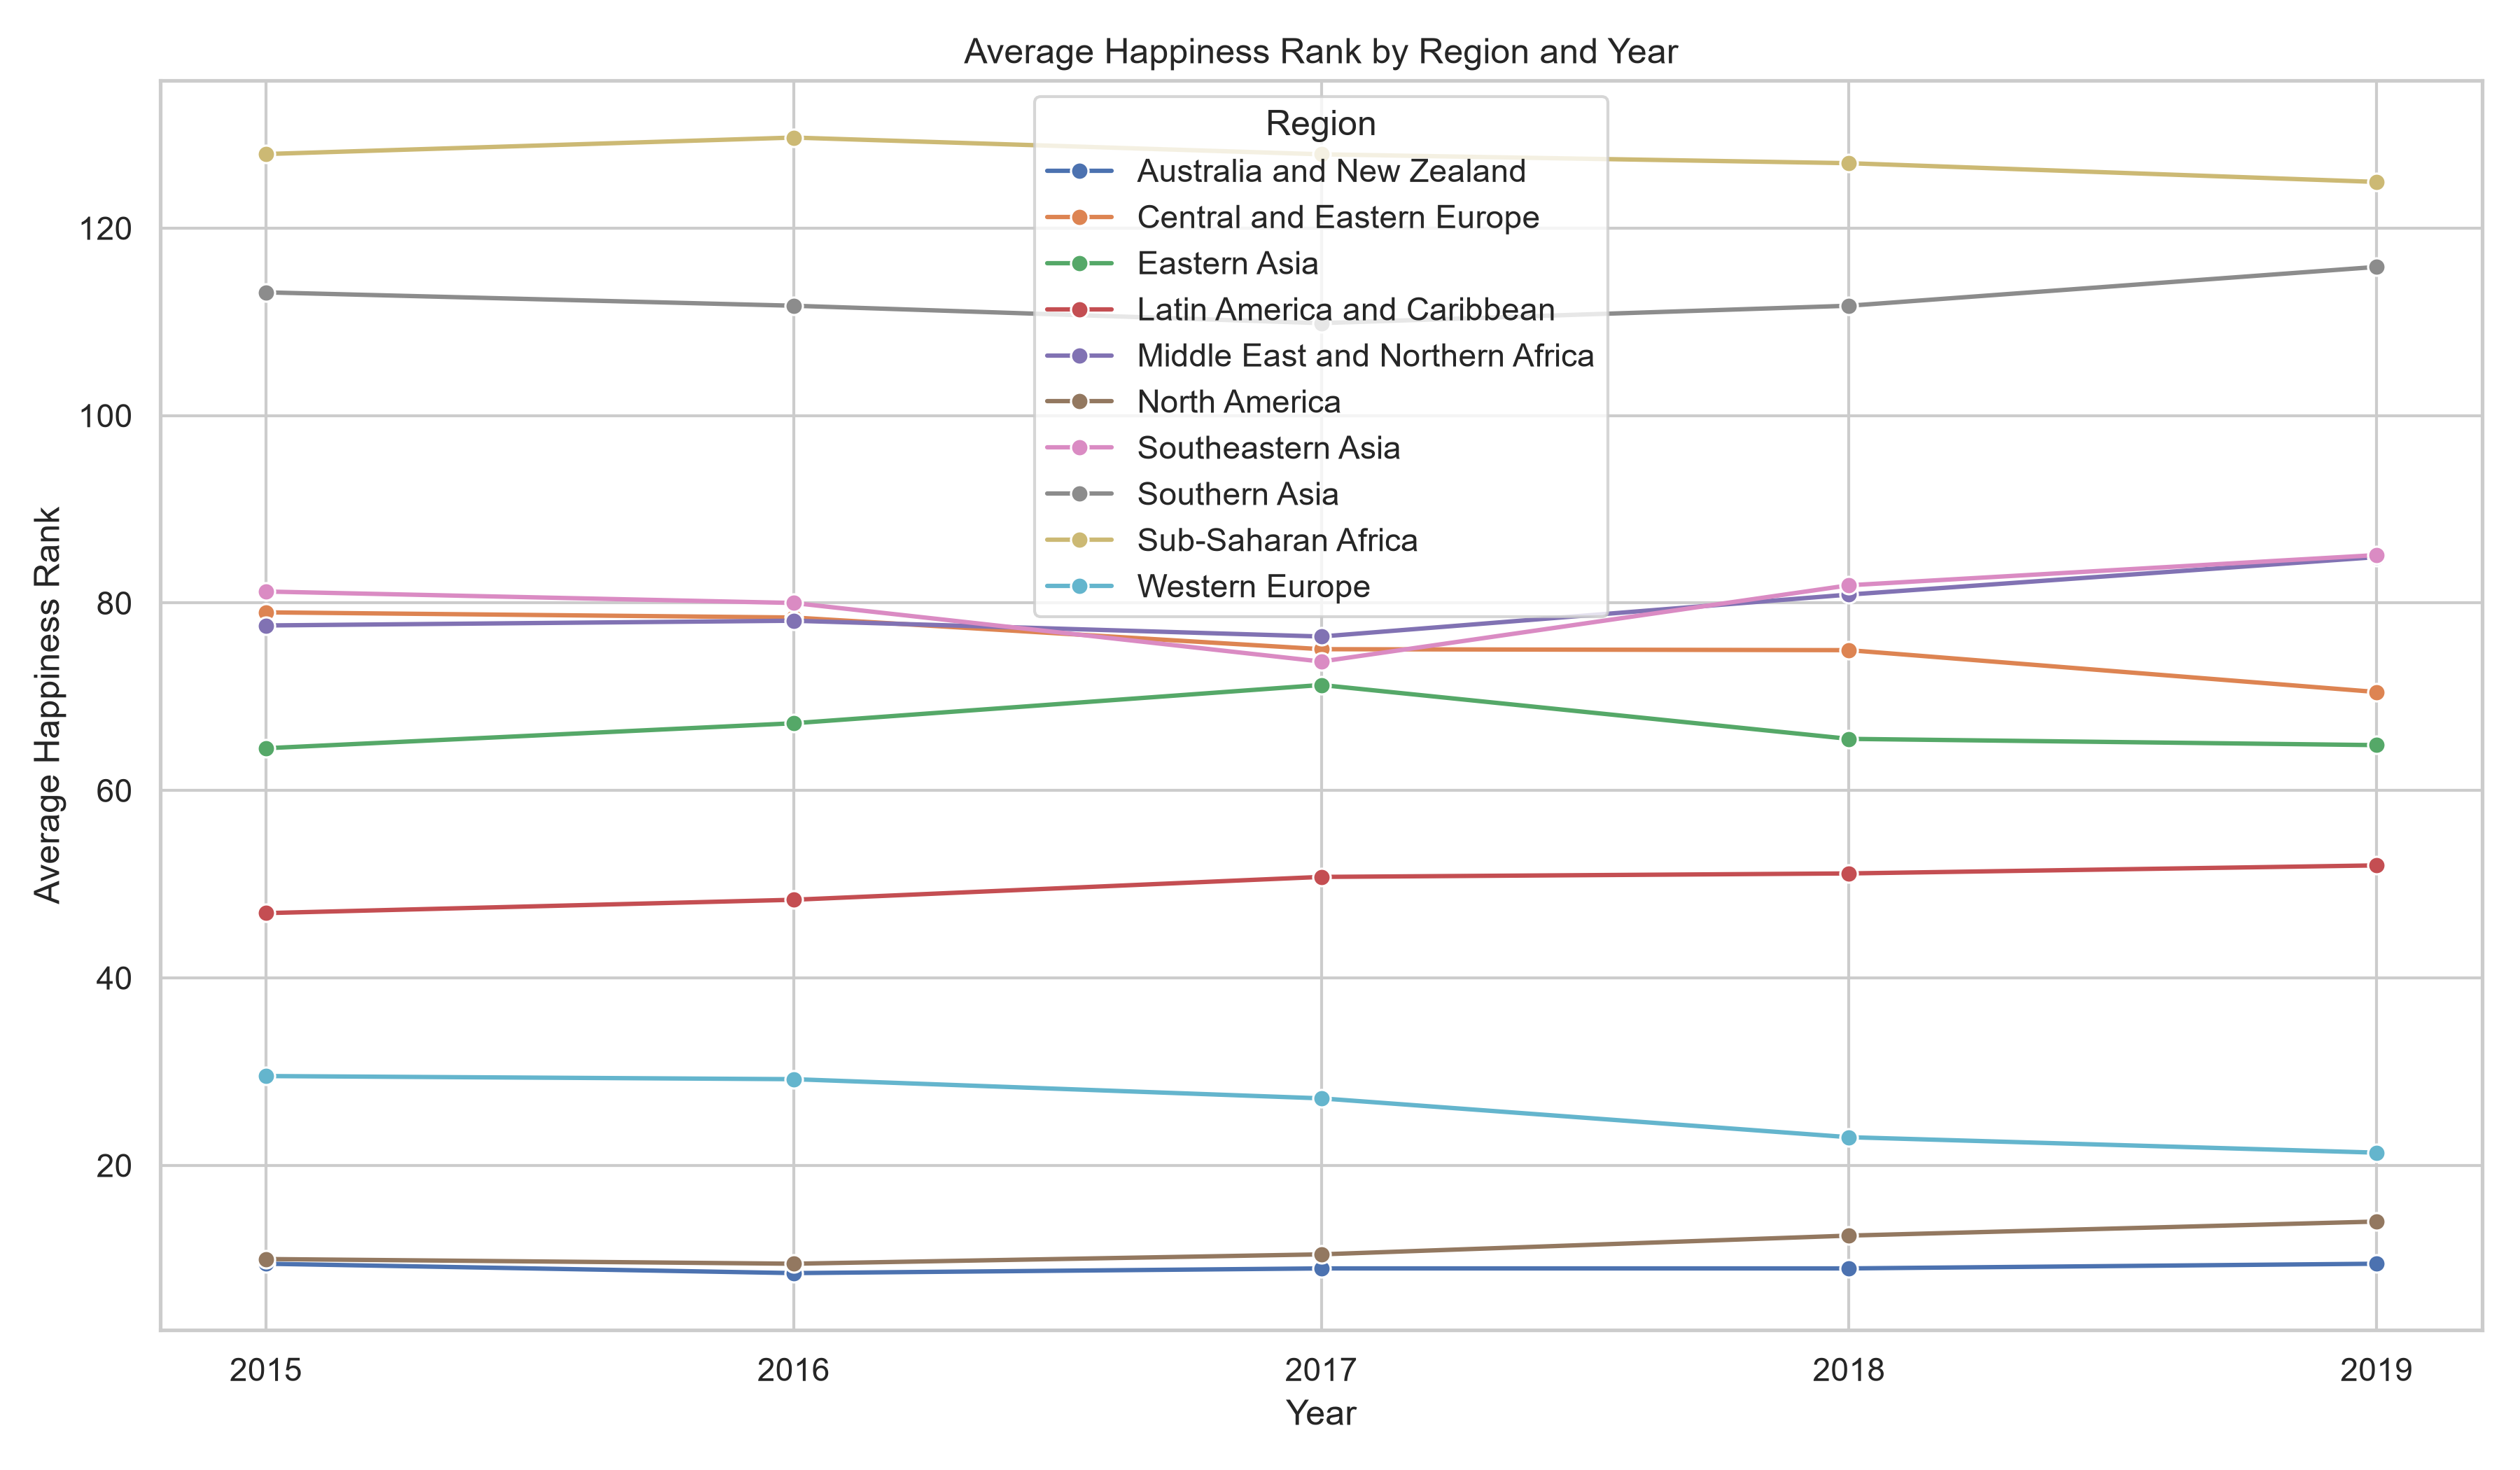 Average Happiness Rank by Region and Year
Region
Australia and New Zealand
Central and Eastern Europe
Eastern Asia
Latin America and Caribbean
Middle East and Northern Africa
North America
Southeastern Asia
Southern Asia
Sub-Saharan Africa
Western Europe
Average Happiness Rank
120
100
80
60
40
20
2015 2016 2017 2018 2019
Year